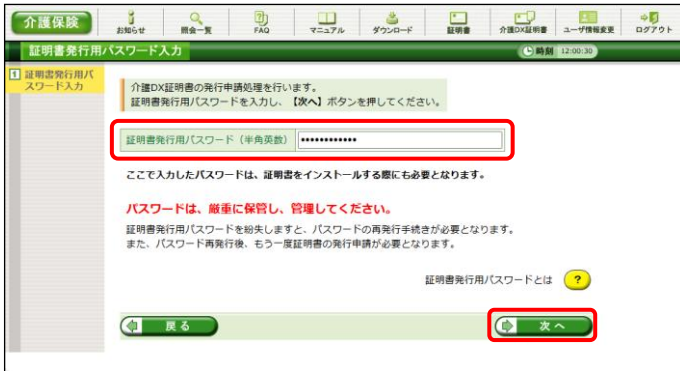 介護保険
お知らせ
照会一覧
FAQ
マニュアル
ダウンロード
証明書
介護DX証明書
ユーザ情報変更
ログアウト
証明書発行用パスワード入力
時刻 12:00:30
1 証明書発行用パ
スワード入力
介護DX証明書の発行申請処理を行います。
証明書発行用パスワードを入力し、【次へ】ボタンを押してください。
証明書発行用パスワード（半角英数） ••••••••••••
ここで入力したパスワードは、証明書をインストールする際にも必要となります。
パスワードは、厳重に保管し、管理してください。
証明書発行用パスワードを紛失しますと、パスワードの再発行手続きが必要となります。
また、パスワード再発行後、もう一度証明書の発行申請が必要となります。
証明書発行用パスワードとは ?
戻る
次へ